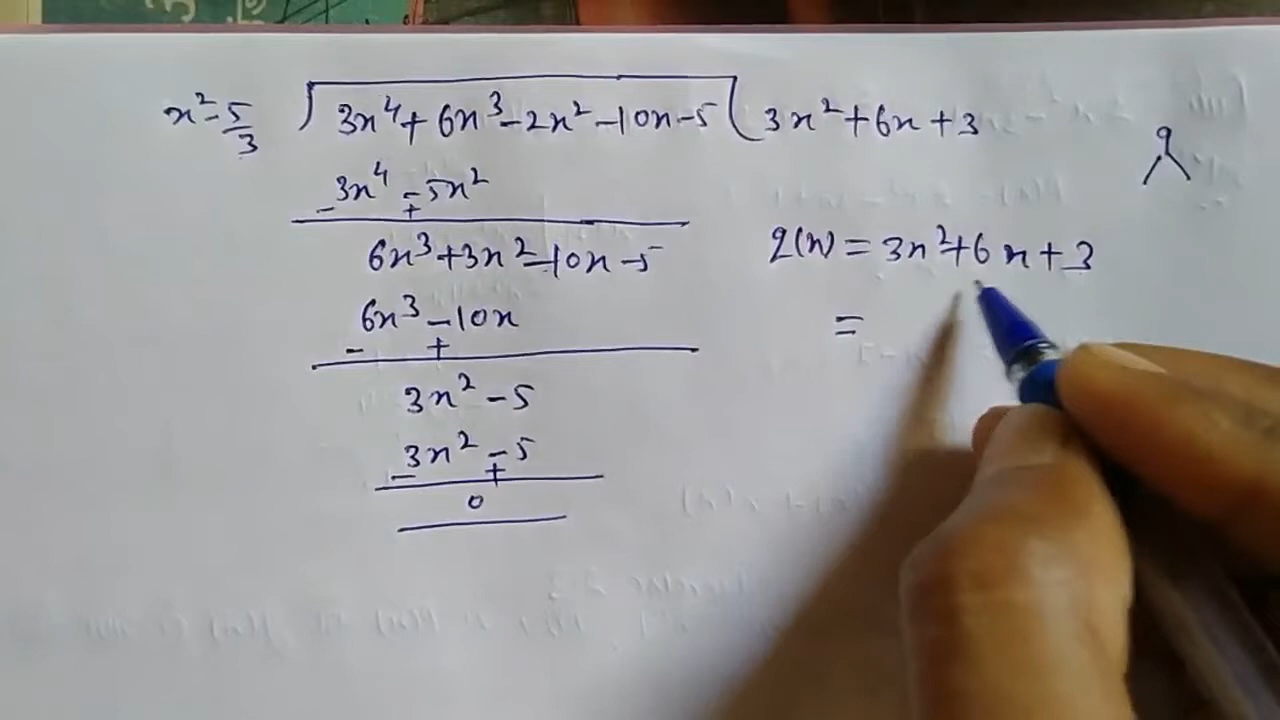 x² - 5/3 ) 3x⁴ + 6x³ - 2x² - 10x - 5 ( 3x² + 6x + 3
3x⁴ - 5x²
- +
6x³ + 3x² - 10x - 5
6x³ - 10x
- +
3x² - 5
3x² - 5
- +
0
9
q(x) = 3x² + 6x + 3
=